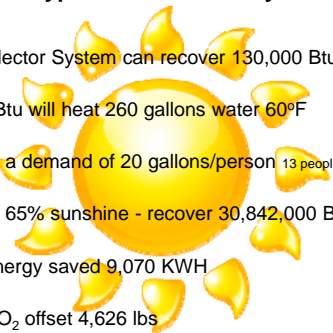 lector System can recover 130,000 Btu
Btu will heat 260 gallons water 60ºF
a demand of 20 gallons/person 13 peopl
65% sunshine - recover 30,842,000 B
nergy saved 9,070 KWH
O₂ offset 4,626 lbs